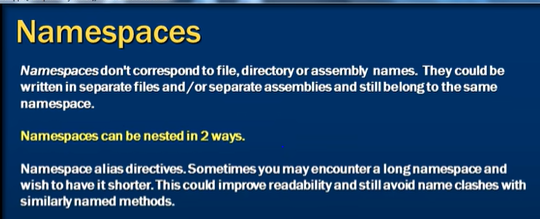 Namespaces
Namespaces don't correspond to file, directory or assembly names. They could be
written in separate files and/or separate assemblies and still belong to the same
namespace.
Namespaces can be nested in 2 ways.
Namespace alias directives. Sometimes you may encounter a long namespace and
wish to have it shorter. This could improve readability and still avoid name clashes with
similarly named methods.